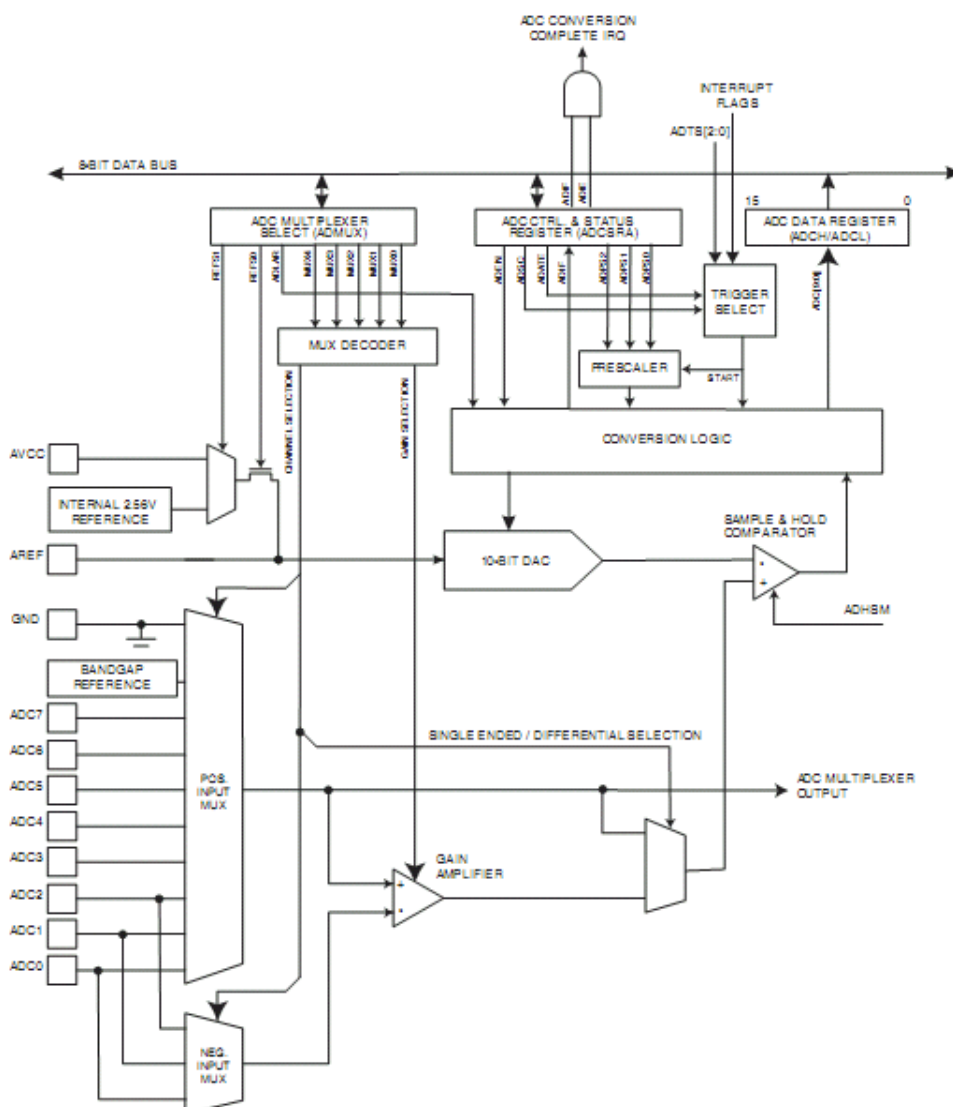 ADC CONVERSION
COMPLETE IRQ
INTERRUPT
FLAGS
ADTS[2:0]
8-BIT DATA BUS
ADIF
15
0
ADC MULTIPLEXER
SELECT (ADMUX)
ADC CTRL. & STATUS
REGISTER (ADCSRA)
ADC DATA REGISTER
(ADCH/ADCL)
REFS1
REFS0
ADLAR
MUX4
MUX3
MUX2
MUX1
MUX0
ADEN
ADSC
ADATE
ADIF
ADPS2
ADPS1
ADPS0
TRIGGER
SELECT
MUX DECODER
PRESCALER
START
CHANNEL SELECTION
GAIN SELECTION
CONVERSION LOGIC
AVCC
INTERNAL 2.56V
REFERENCE
SAMPLE & HOLD
COMPARATOR
AREF
10-BIT DAC
-
+
GND
ADHSM
BANDGAP
REFERENCE
ADC7
SINGLE ENDED / DIFFERENTIAL SELECTION
ADC6
ADC5
POS.
INPUT
MUX
ADC MULTIPLEXER
OUTPUT
ADC4
ADC3
GAIN
AMPLIFIER
+
-
ADC2
ADC1
ADC0
NEG.
INPUT
MUX